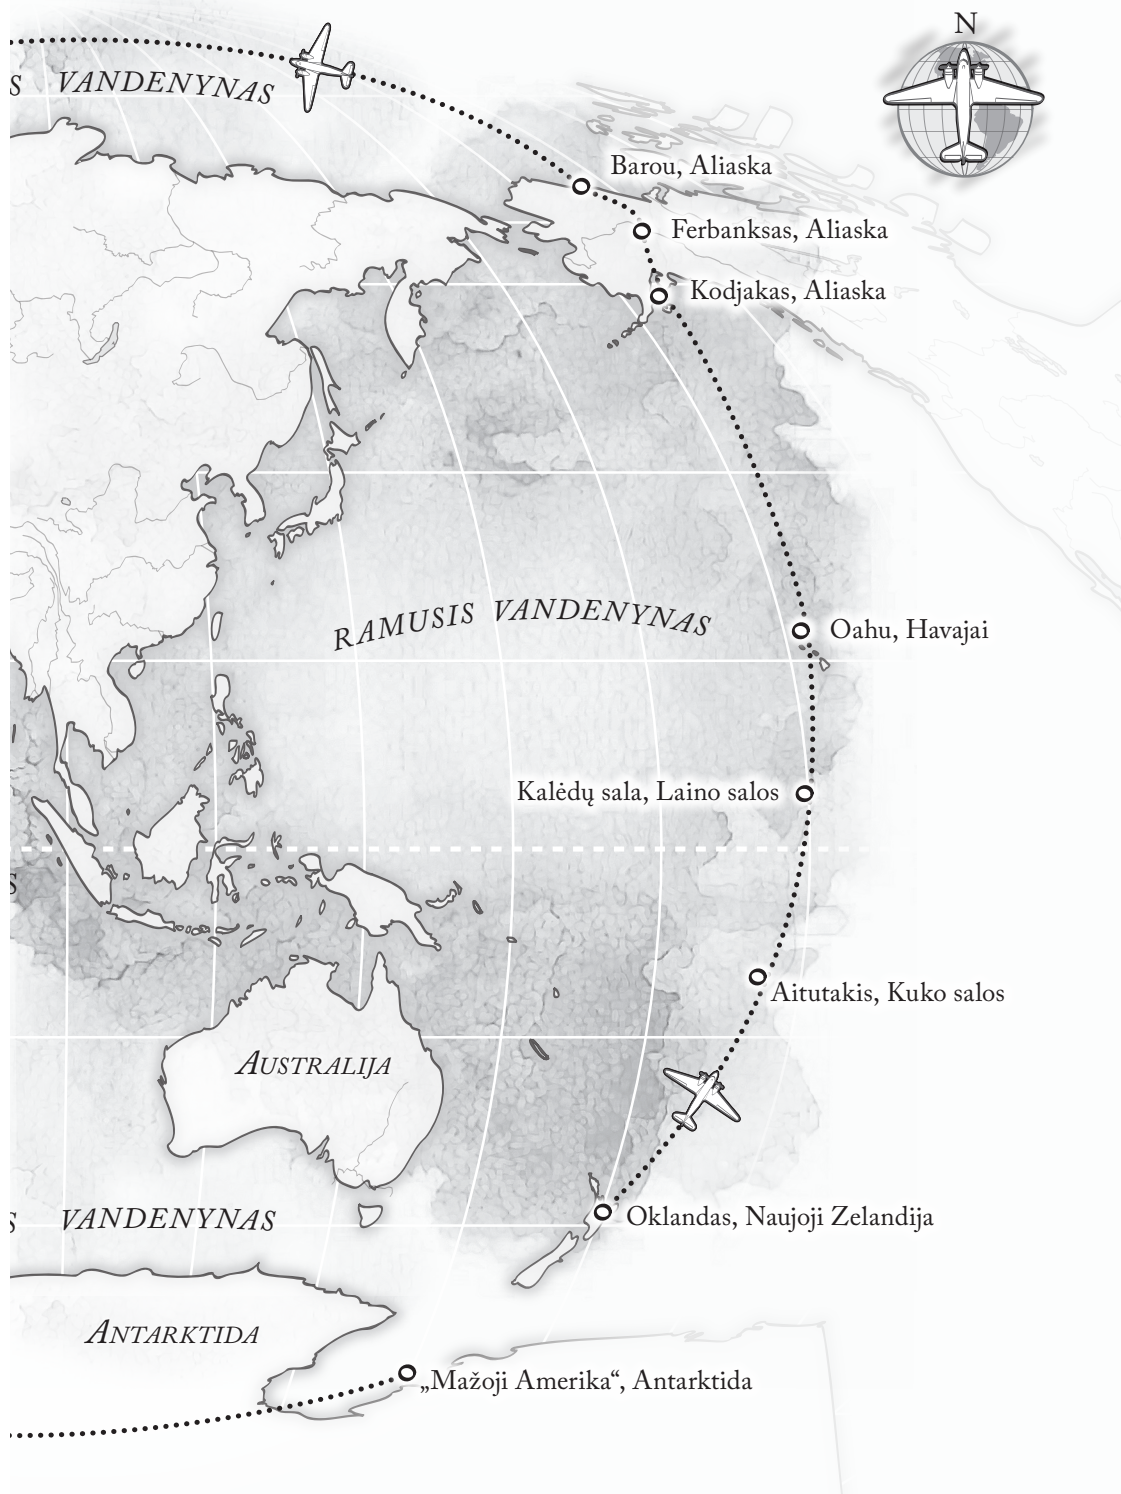 N
S VANDENYNAS
Barou, Aliaska
Ferbanksas, Aliaska
Kodjakas, Aliaska
RAMUSIS VANDENYNAS
Oahu, Havajai
Kalėdų sala, Laino salos
S
Aitutakis, Kuko salos
AUSTRALIJA
Oklandas, Naujoji Zelandija
S VANDENYNAS
ANTARKTIDA
„Mažoji Amerika“, Antarktida